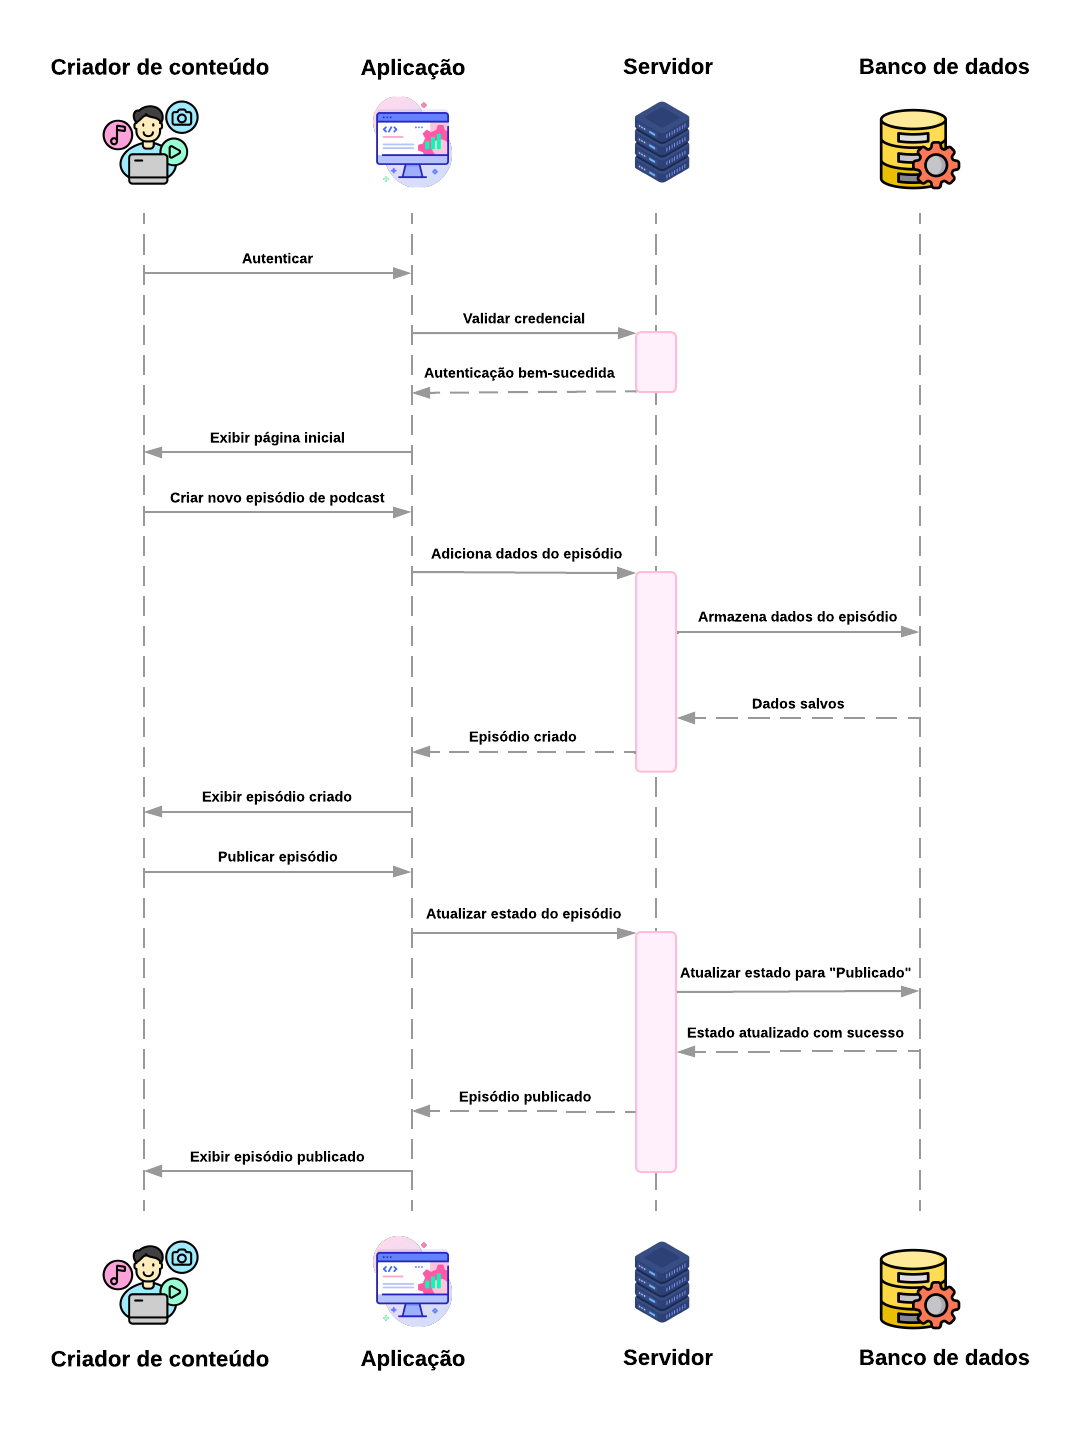 Criador de conteúdo
Aplicação
Servidor
Banco de dados
Autenticar
Validar credencial
Autenticação bem-sucedida
Exibir página inicial
Criar novo episódio de podcast
Adiciona dados do episódio
Armazena dados do episódio
Dados salvos
Episódio criado
Exibir episódio criado
Publicar episódio
Atualizar estado do episódio
Atualizar estado para "Publicado"
Estado atualizado com sucesso
Episódio publicado
Exibir episódio publicado
Criador de conteúdo
Aplicação
Servidor
Banco de dados